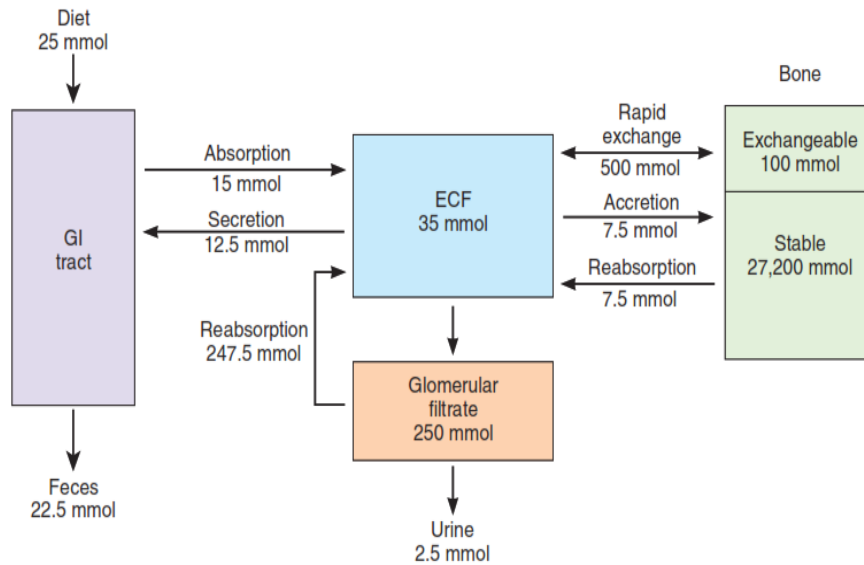 Diet
25 mmol
Bone
Rapid
exchange
500 mmol
Exchangeable
100 mmol
Absorption
15 mmol
ECF
35 mmol
Accretion
7.5 mmol
Secretion
12.5 mmol
GI
tract
Stable
27,200 mmol
Reabsorption
7.5 mmol
Reabsorption
247.5 mmol
Glomerular
filtrate
250 mmol
Feces
22.5 mmol
Urine
2.5 mmol